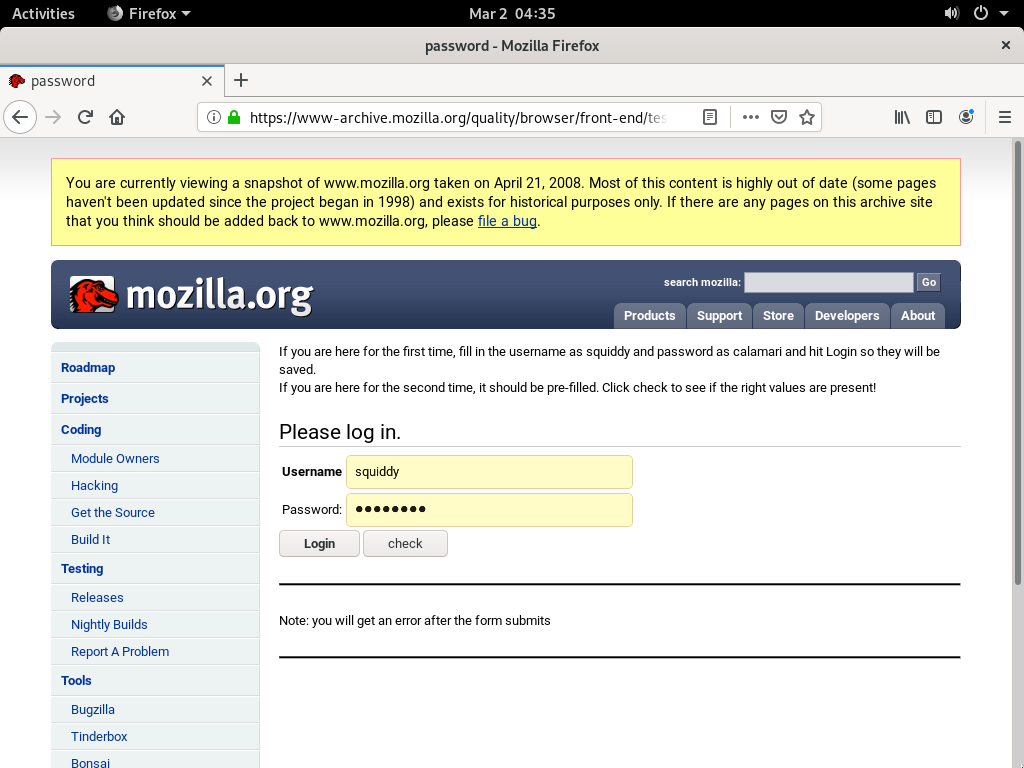 Activities Firefox Mar 2 04:35
password - Mozilla Firefox
password
https://www-archive.mozilla.org/quality/browser/front-end/tes
You are currently viewing a snapshot of www.mozilla.org taken on April 21, 2008. Most of this content is highly out of date (some pages
haven't been updated since the project began in 1998) and exists for historical purposes only. If there are any pages on this archive site
that you think should be added back to www.mozilla.org, please file a bug.
mozilla.org
search mozilla: Go
Products Support Store Developers About
Roadmap
Projects
Coding
Module Owners
Hacking
Get the Source
Build It
Testing
Releases
Nightly Builds
Report A Problem
Tools
Bugzilla
Tinderbox
Bonsai
If you are here for the first time, fill in the username as squiddy and password as calamari and hit Login so they will be
saved.
If you are here for the second time, it should be pre-filled. Click check to see if the right values are present!
Please log in.
Username squiddy
Password: ●●●●●●●●
Login check
Note: you will get an error after the form submits